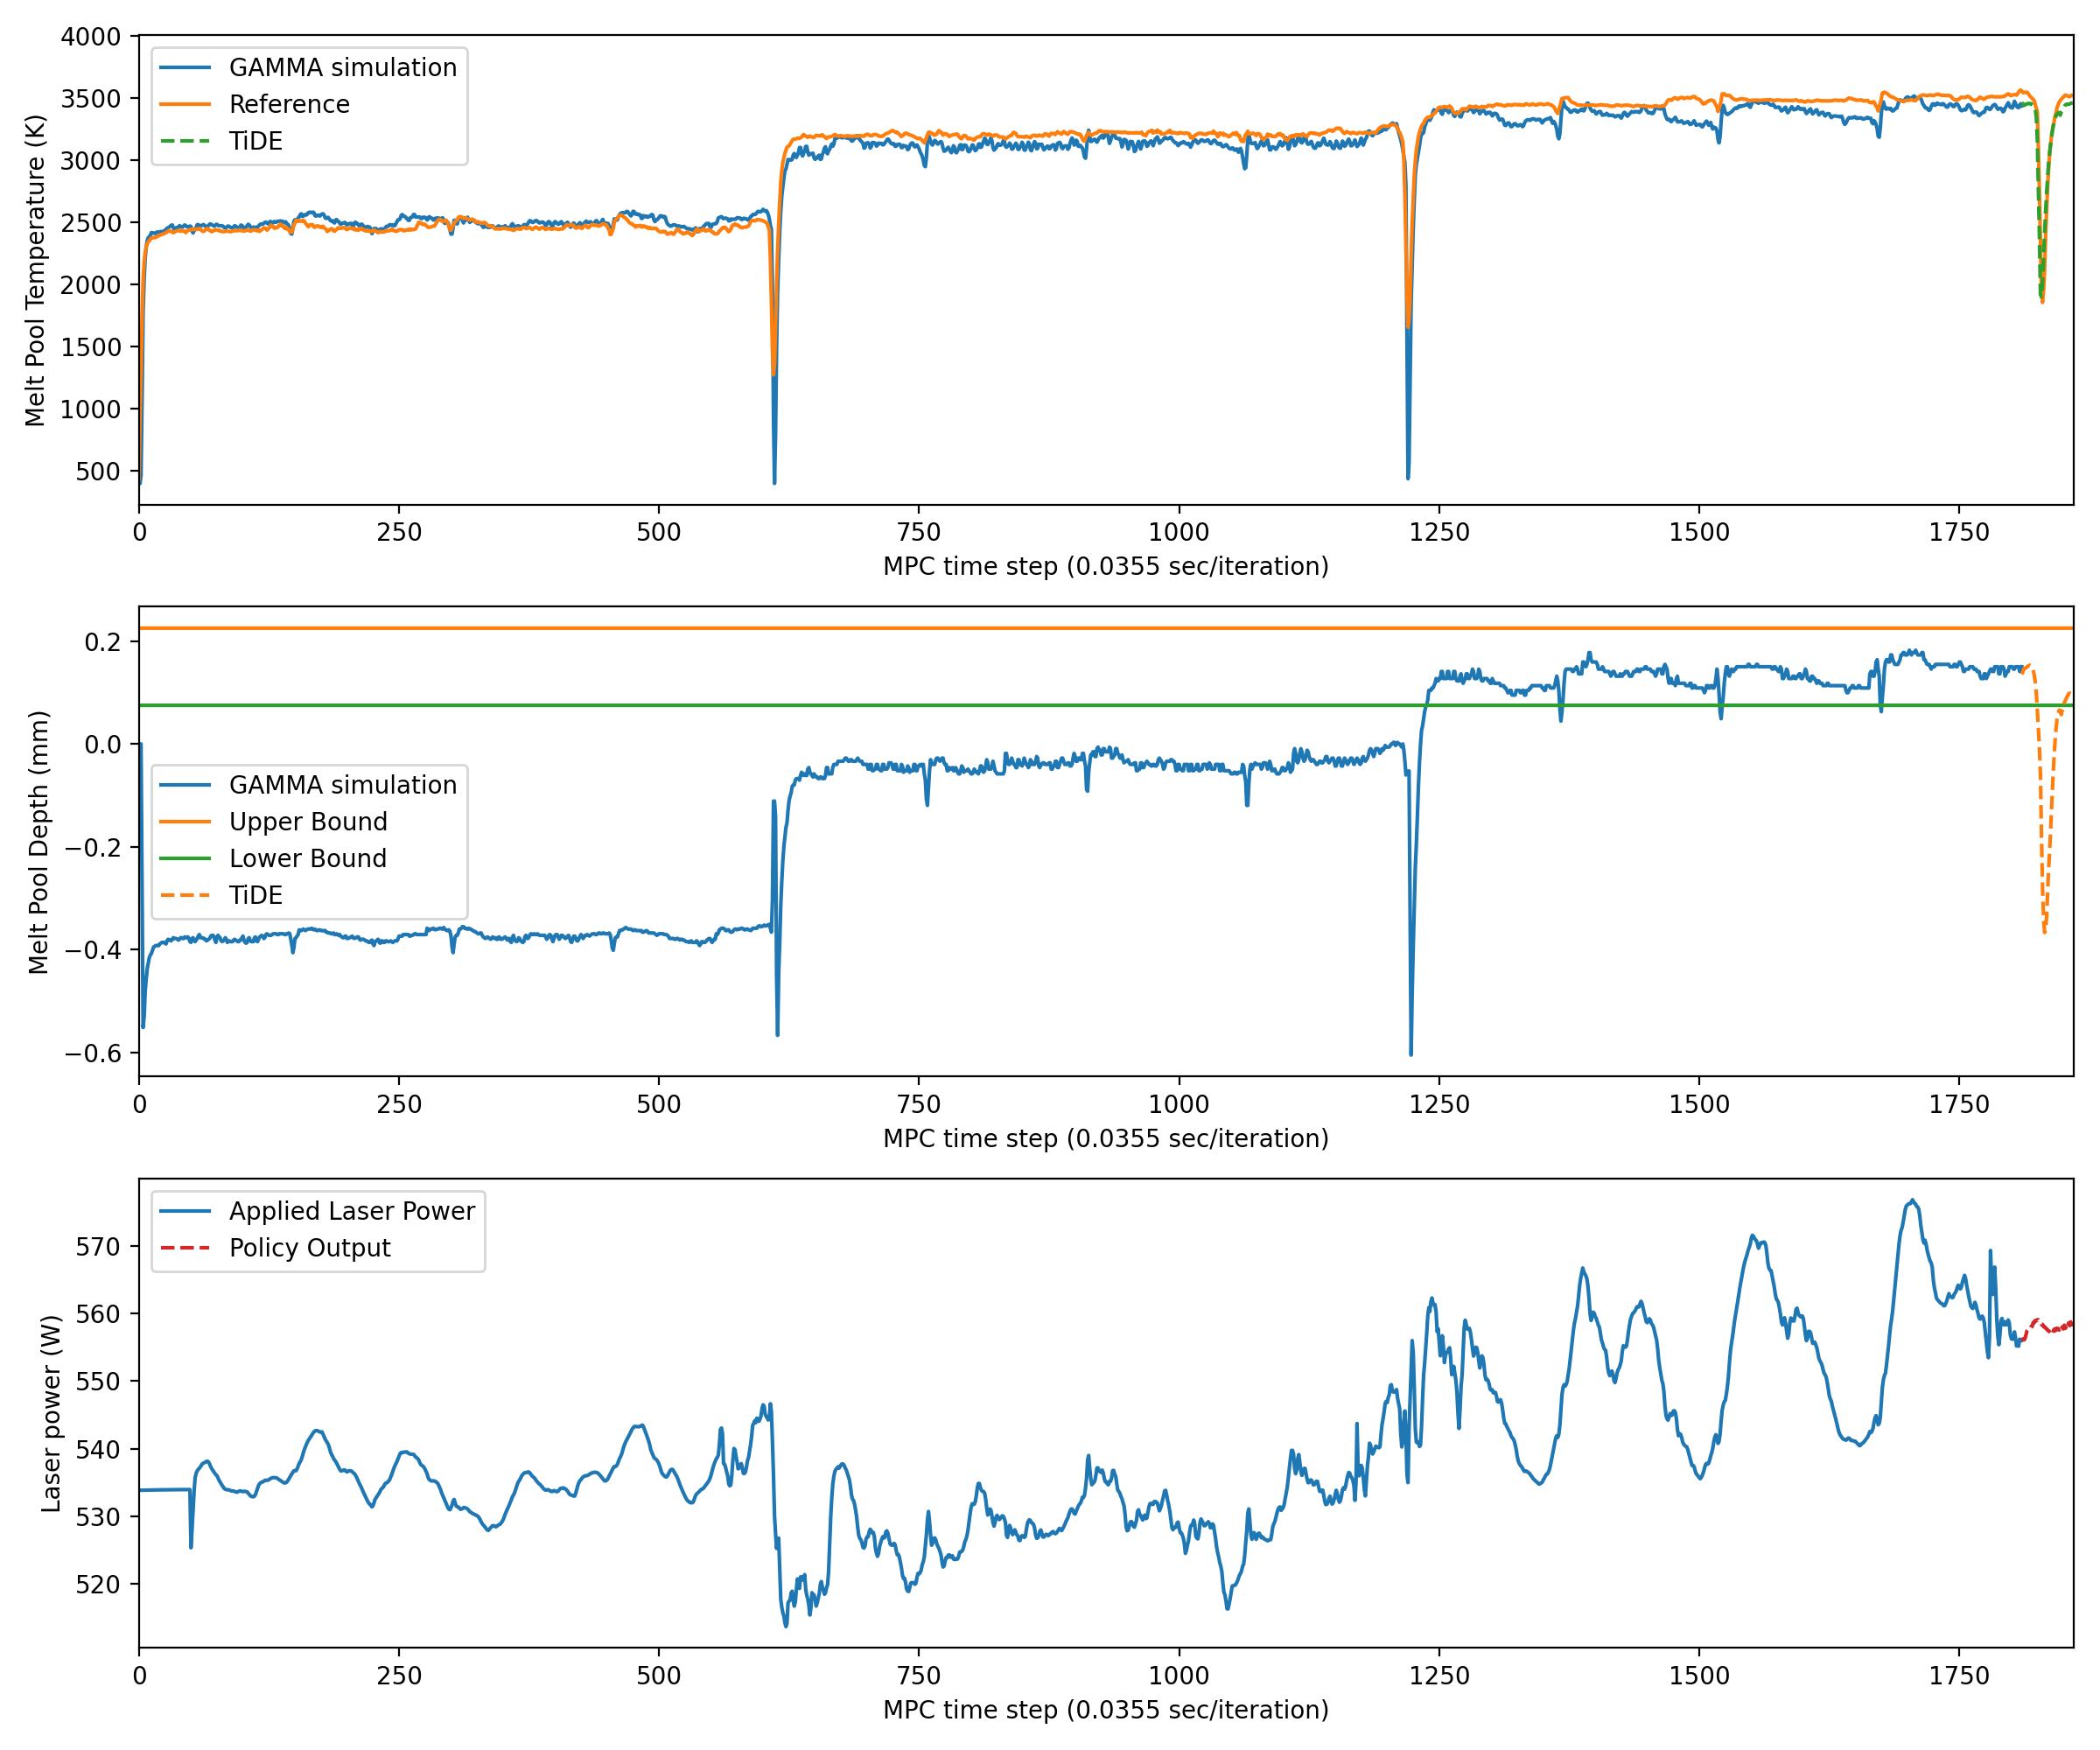 Melt Pool Temperature (K)
4000
3500
3000
2500
2000
1500
1000
500
GAMMA simulation
Reference
TiDE
0 250 500 750 1000 1250 1500 1750
MPC time step (0.0355 sec/iteration)
Melt Pool Depth (mm)
0.2
0.0
−0.2
−0.4
−0.6
GAMMA simulation
Upper Bound
Lower Bound
TiDE
0 250 500 750 1000 1250 1500 1750
MPC time step (0.0355 sec/iteration)
Laser power (W)
570
560
550
540
530
520
Applied Laser Power
Policy Output
0 250 500 750 1000 1250 1500 1750
MPC time step (0.0355 sec/iteration)